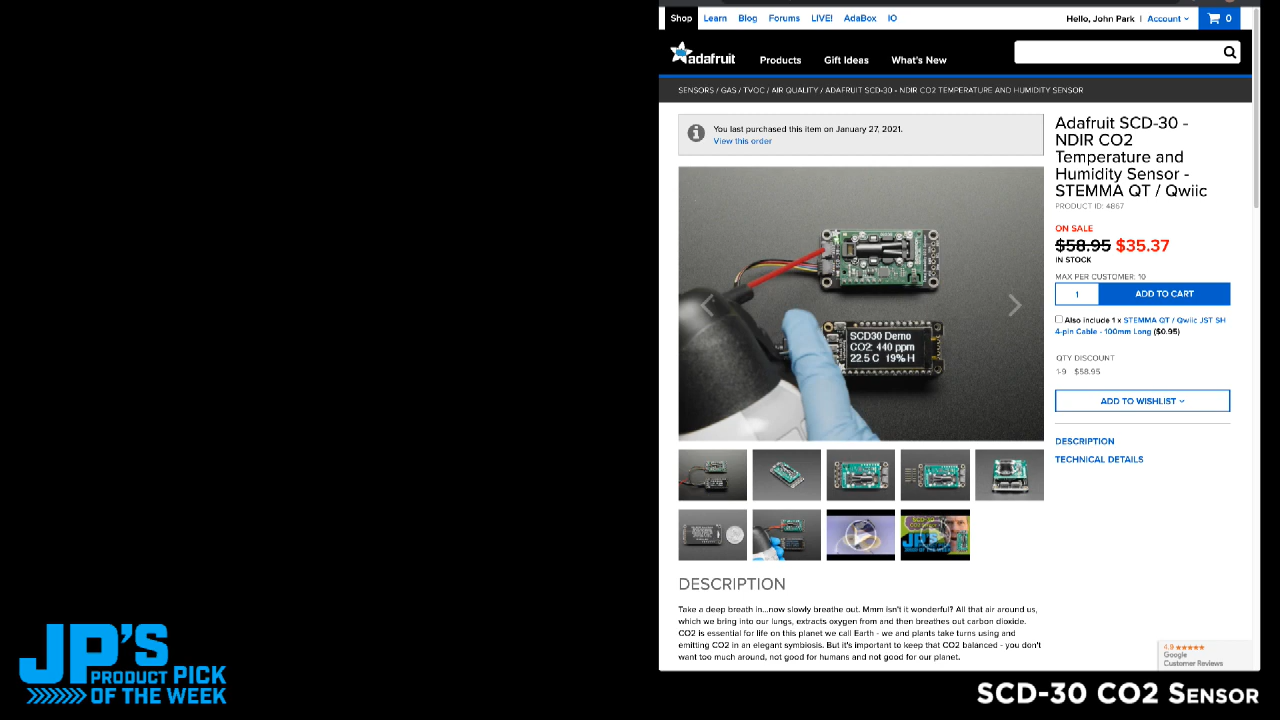 Shop Learn Blog Forums LIVE! AdaBox IO
Hello, John Park | Account 0
adafruit Products Gift Ideas What's New
SENSORS / GAS / TVOC / AIR QUALITY / ADAFRUIT SCD-30 - NDIR CO2 TEMPERATURE AND HUMIDITY SENSOR
You last purchased this item on January 27, 2021.
View this order
SCD30 Demo
CO2: 440 ppm
22.5 C 19% H
Adafruit SCD-30 -
NDIR CO2
Temperature and
Humidity Sensor -
STEMMA QT / Qwiic
PRODUCT ID: 4867
ON SALE
$58.95 $35.37
IN STOCK
MAX PER CUSTOMER: 10
1 ADD TO CART
Also include 1 x STEMMA QT / Qwiic JST SH
4-pin Cable - 100mm Long ($0.95)
QTY DISCOUNT
1-9 $58.95
ADD TO WISHLIST
DESCRIPTION
TECHNICAL DETAILS
DESCRIPTION
Take a deep breath in...now slowly breathe out. Mmm isn't it wonderful? All that air around us,
which we bring into our lungs, extracts oxygen from and then breathes out carbon dioxide.
CO2 is essential for life on this planet we call Earth - we and plants take turns using and
emitting CO2 in an elegant symbiosis. But it's important to keep that CO2 balanced - you don't
want too much around, not good for humans and not good for our planet.
4.9
Google
Customer Reviews
JP'S
PRODUCT PICK
OF THE WEEK
SCD-30 CO2 Sensor